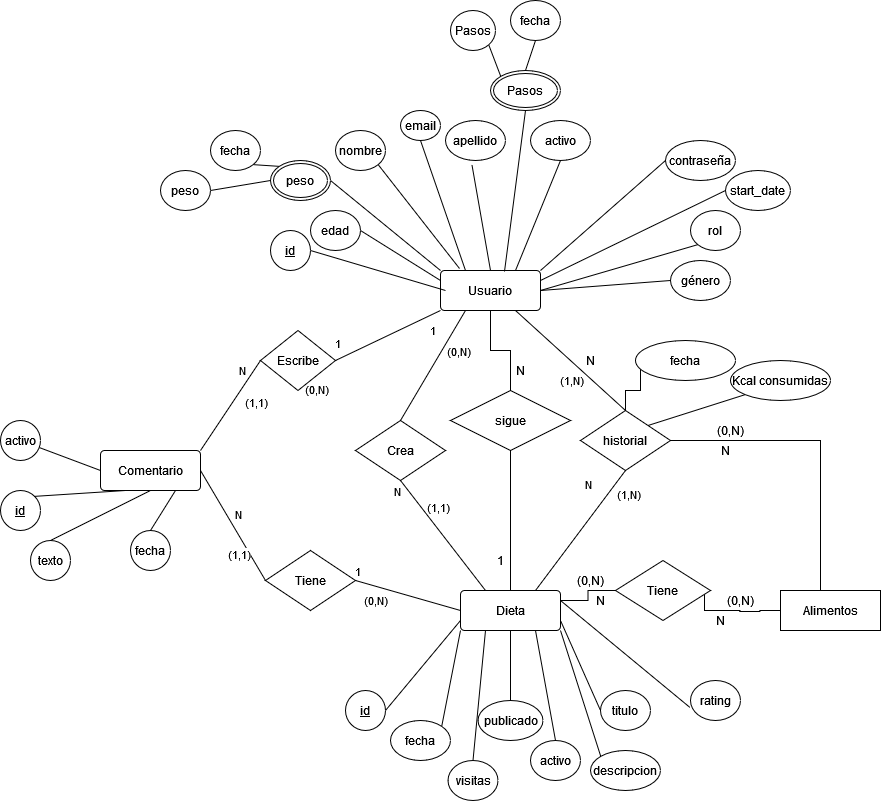 Pasos
fecha
Pasos
email
apellido
activo
nombre
fecha
peso
peso
contraseña
start_date
edad
id
rol
género
Usuario
1
(0,N)
N
(1,N)
1
(0,N)
Escribe
N
(1,1)
N
fecha
Kcal consumidas
sigue
historial
(0,N)
N
Crea
N
(1,1)
activo
Comentario
id
texto
fecha
N
(1,1)
N
(1,N)
1
Tiene
1
(0,N)
Dieta
(0,N)
N
Tiene
(0,N)
N
Alimentos
id
fecha
visitas
publicado
activo
titulo
descripcion
rating